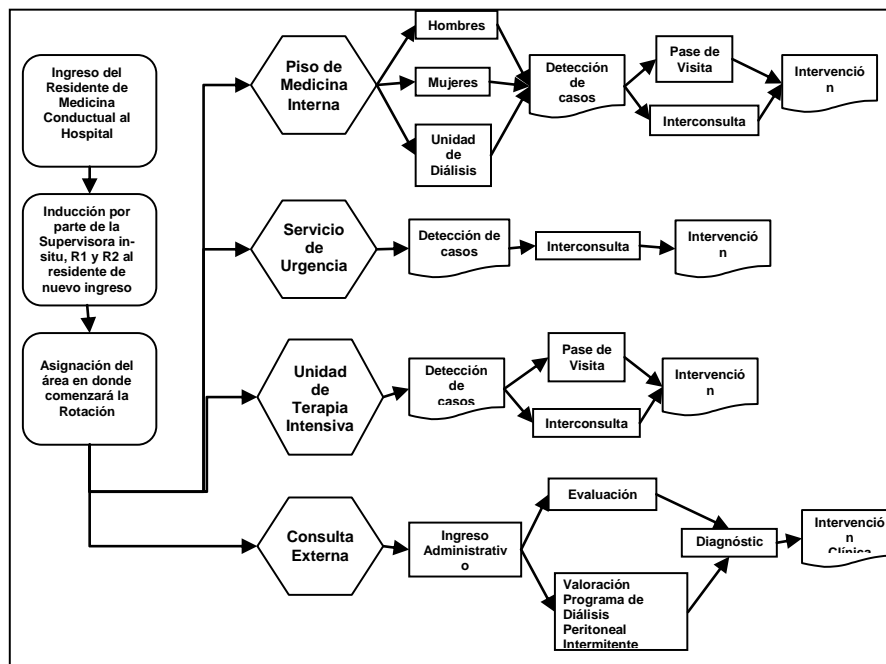 Ingreso del
Residente de
Medicina
Conductual al
Hospital
Inducción por
parte de la
Supervisora in-
situ, R1 y R2 al
residente de
nuevo ingreso
Asignación del
área en donde
comenzará la
Rotación
Piso de
Medicina
Interna
Hombres
Mujeres
Unidad
de
Diálisis
Detección
de
casos
Pase de
Visita
Interconsulta
Intervenció
n
Servicio
de
Urgencia
Detección de
casos
Interconsulta
Intervenció
n
Unidad
de
Terapia
Intensiva
Detección
de
casos
Pase de
Visita
Interconsulta
Intervenció
n
Consulta
Externa
Ingreso
Administrativ
o
Evaluación
Valoración
Programa de
Diálisis
Peritoneal
Intermitente
Diagnóstic
Intervenció
n
Clínica